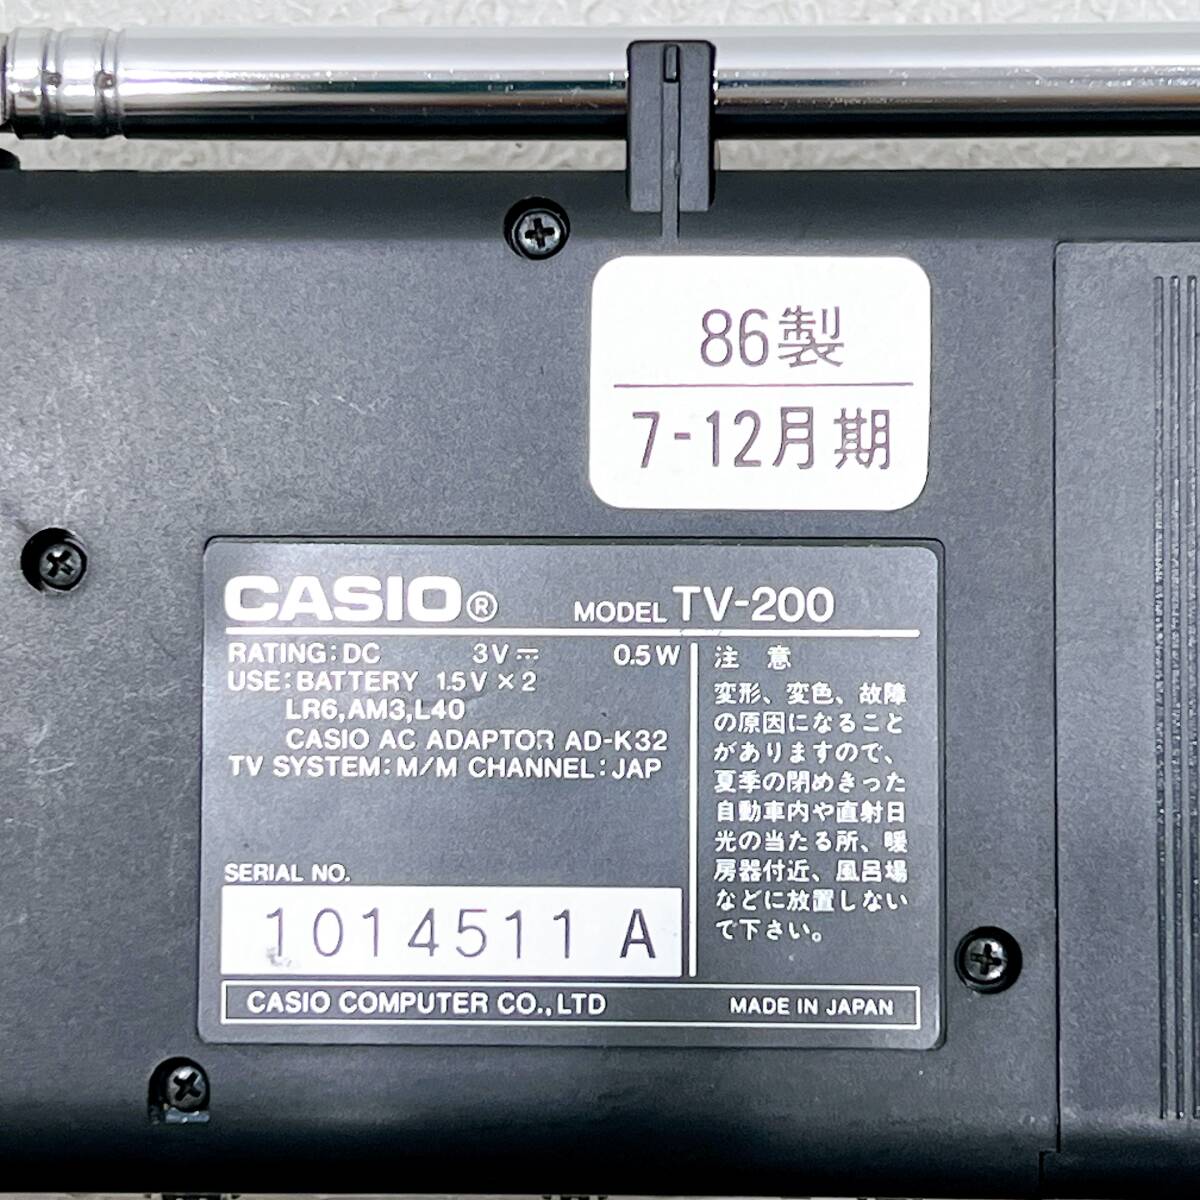 86製
7-12月期
CASIO® MODEL TV-200
RATING:DC 3V⎓ 0.5W
USE:BATTERY 1.5V×2
LR6,AM3,L40
CASIO AC ADAPTOR AD-K32
TV SYSTEM:M/M CHANNEL:JAP
SERIAL NO.
1014511 A
注 意
変形、変色、故障
の原因になること
がありますので、
夏季の閉めきった
自動車内や直射日
光の当たる所、暖
房器付近、風呂場
などに放置しない
で下さい。
CASIO COMPUTER CO.,LTD MADE IN JAPAN